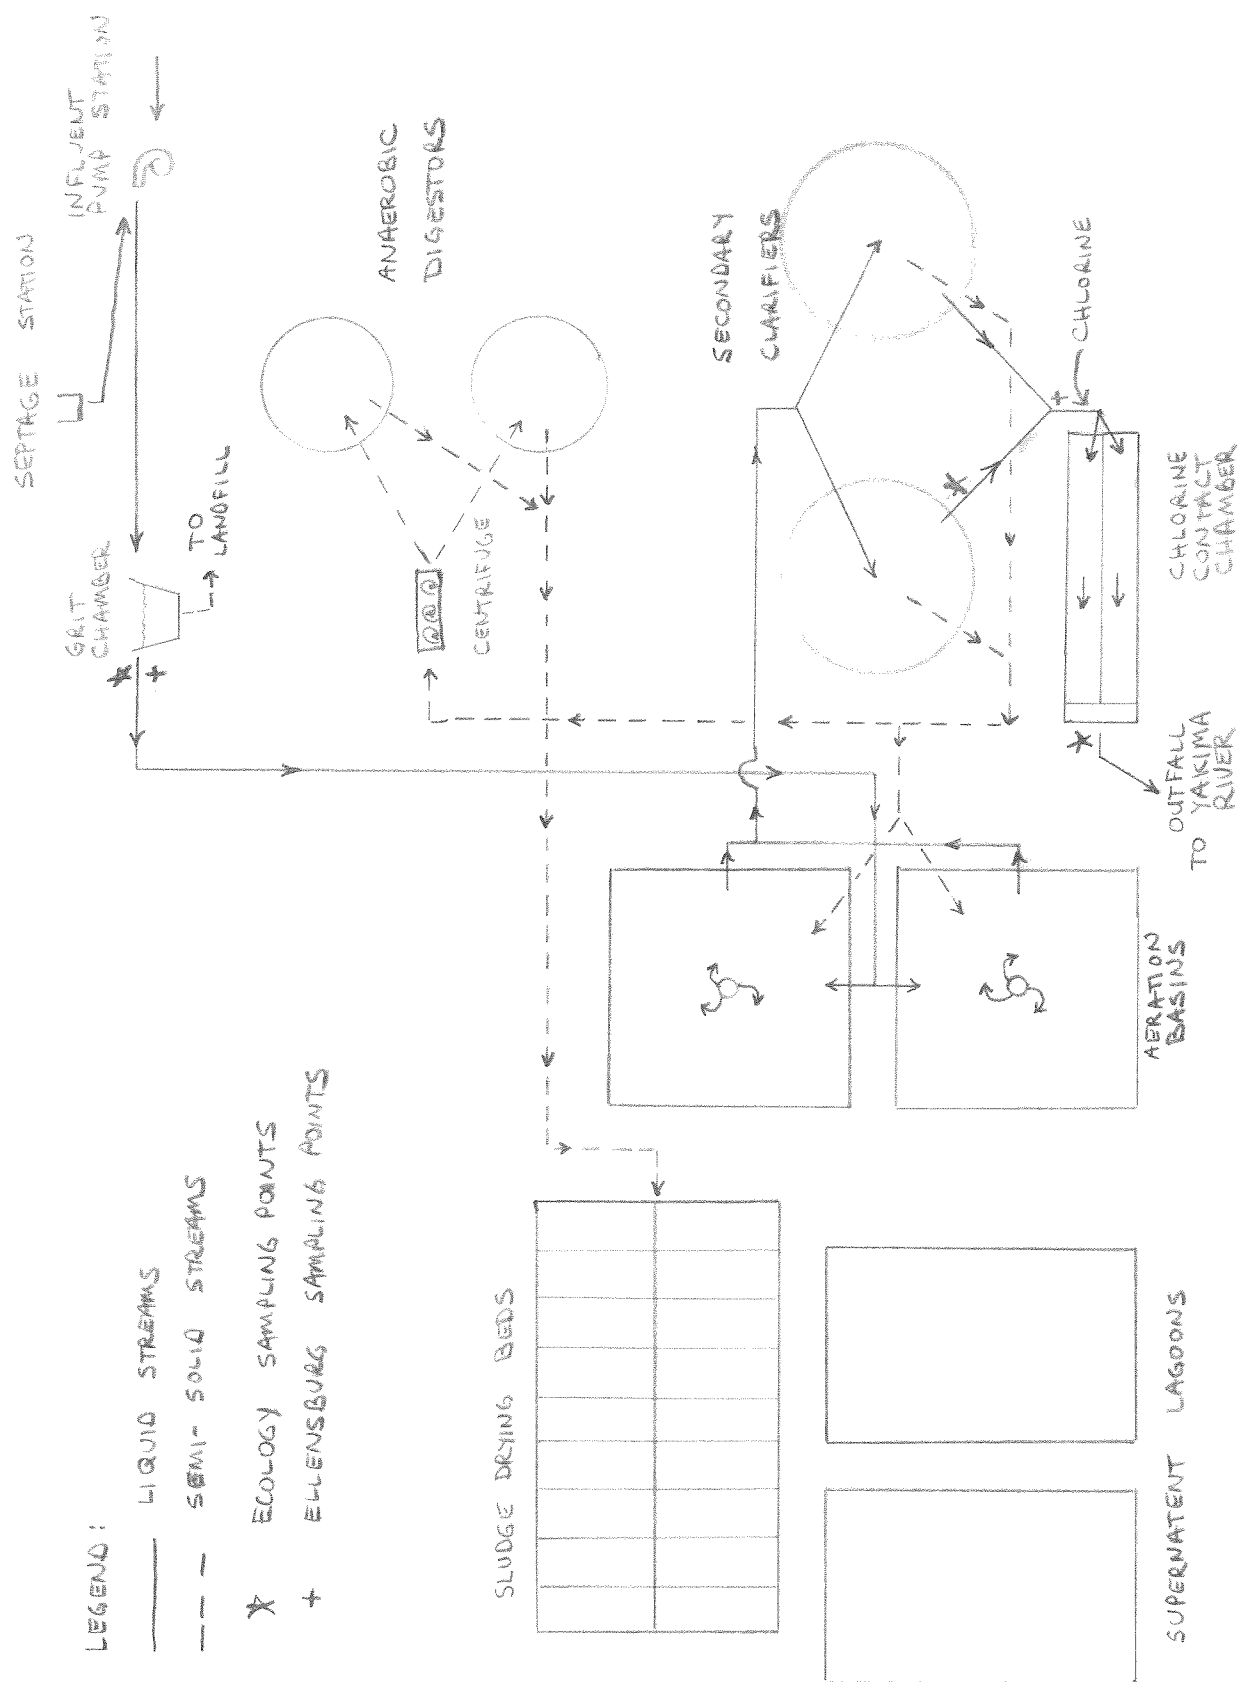 LEGEND:
LIQUID STREAMS
SEMI-SOLID STREAMS
ECOLOGY SAMPLING POINTS
ELLENSBURG SAMPLING POINTS
SEPTAGE STATION
INFLUENT
PUMP STATION
GRIT
CHAMBER
TO
LANDFILL
ANAEROBIC
DIGESTORS
CENTRIFUGE
SLUDGE DRYING BEDS
SECONDARY
CLARIFIERS
CHLORINE
CHLORINE
CONTACT
CHAMBER
OUTFALL
TO YAKIMA
RIVER
AERATION
BASINS
SUPERNATENT LAGOONS